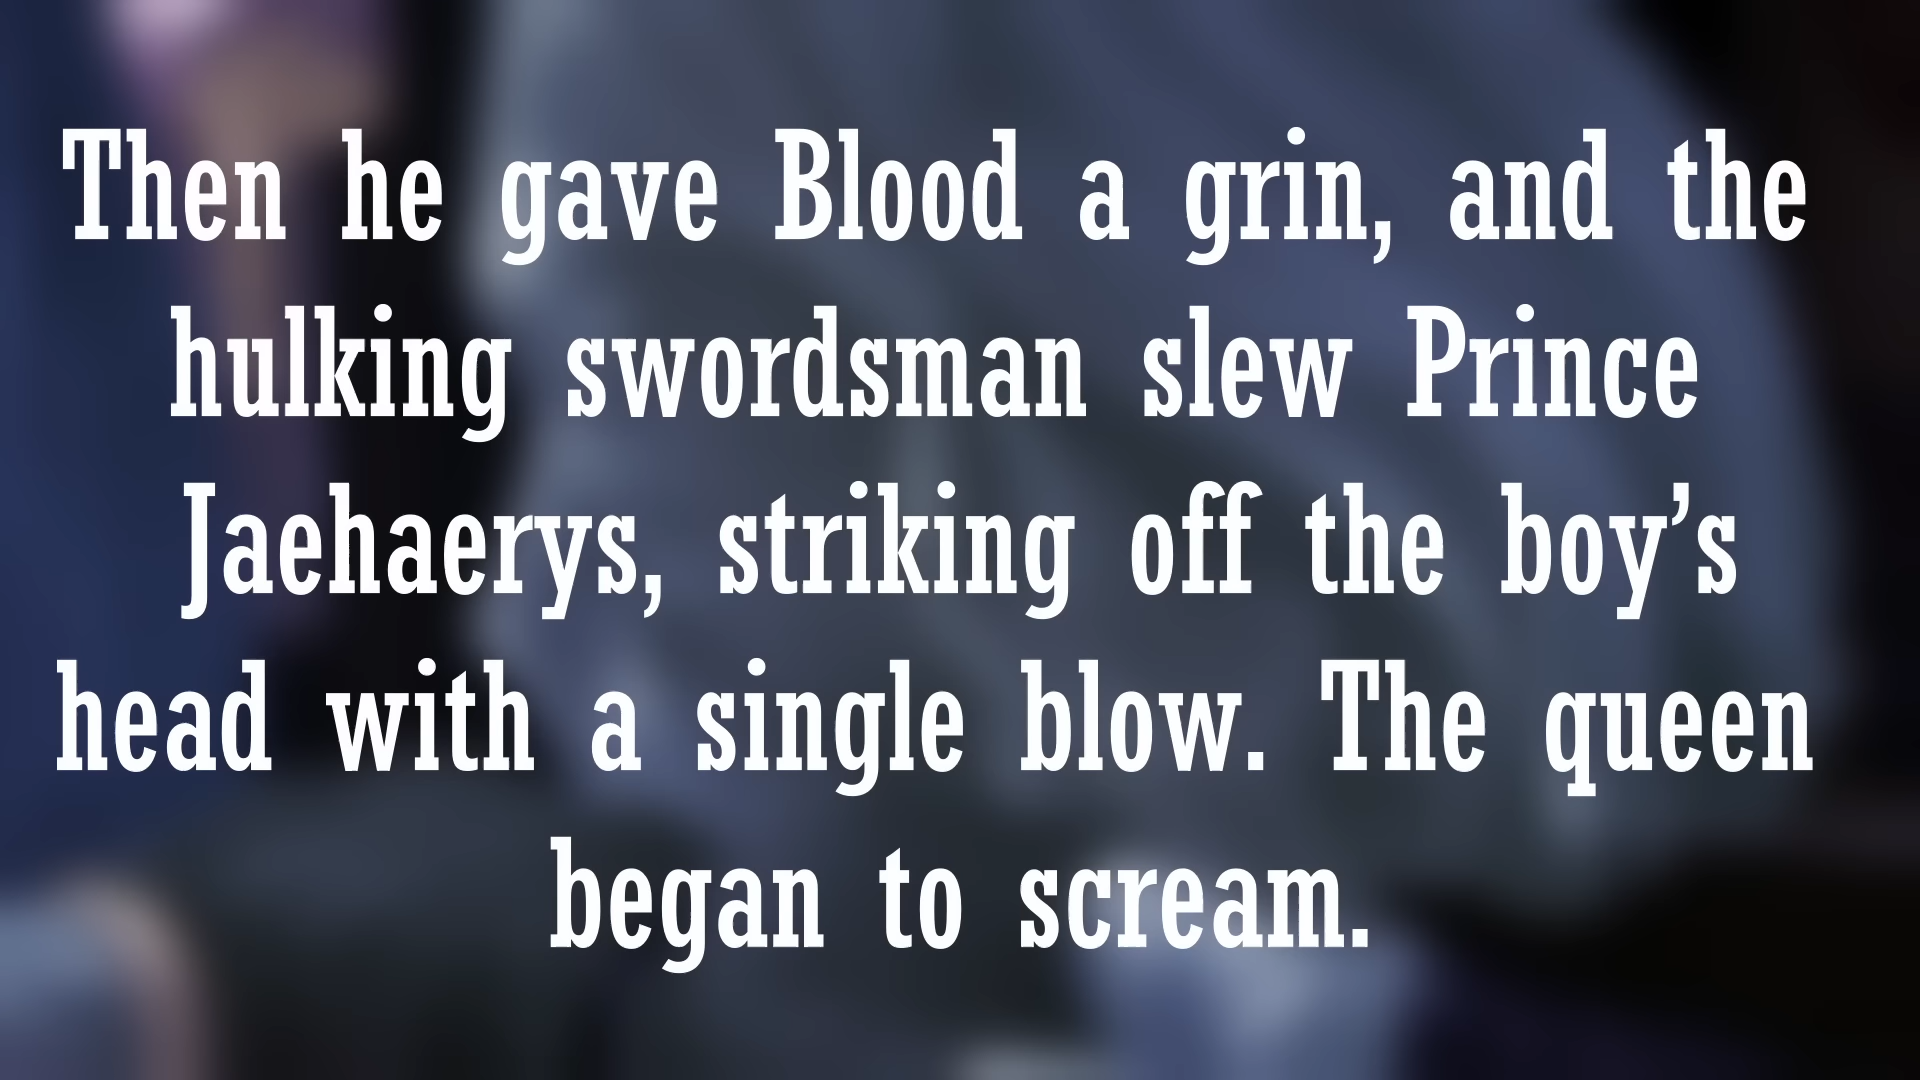 Then he gave Blood a grin, and the
hulking swordsman slew Prince
Jaehaerys, striking off the boy’s
head with a single blow. The queen
began to scream.